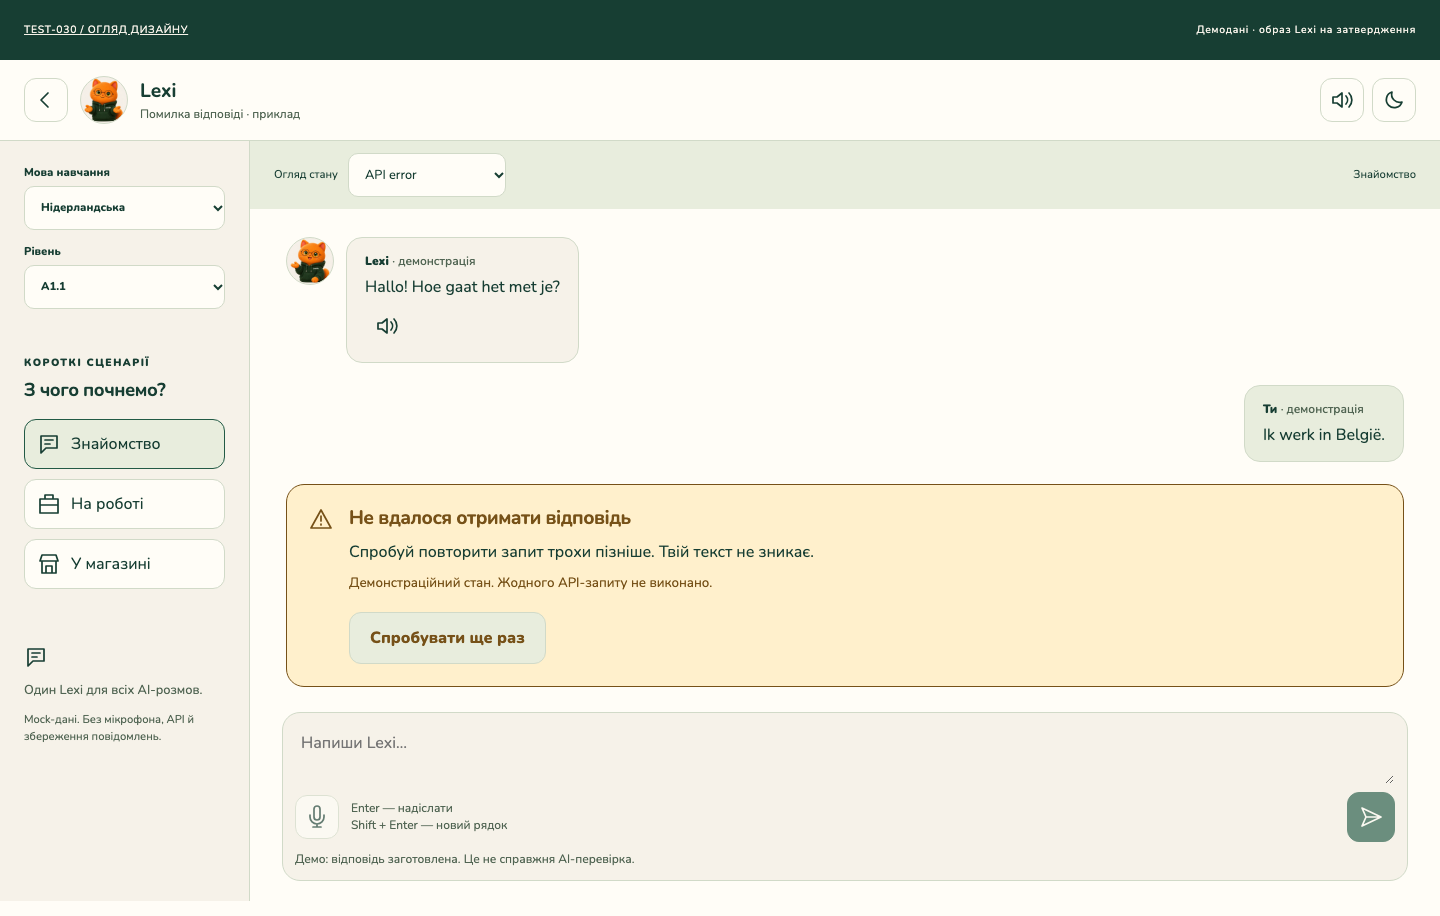 TEST-030 / ОГЛЯД ДИЗАЙНУ
Демодані · образ Lexi на затвердження
Lexi
Помилка відповіді · приклад
Мова навчання
Нідерландська
Рівень
A1.1
КОРОТКІ СЦЕНАРІЇ
З чого почнемо?
Знайомство
На роботі
У магазині
Один Lexi для всіх AI-розмов.
Mock-дані. Без мікрофона, API й
збереження повідомлень.
Огляд стану
API error
Знайомство
Lexi · демонстрація
Hallo! Hoe gaat het met je?
Ти · демонстрація
Ik werk in België.
Не вдалося отримати відповідь
Спробуй повторити запит трохи пізніше. Твій текст не зникає.
Демонстраційний стан. Жодного API-запиту не виконано.
Спробувати ще раз
Напиши Lexi...
Enter — надіслати
Shift + Enter — новий рядок
Демо: відповідь заготовлена. Це не справжня AI-перевірка.